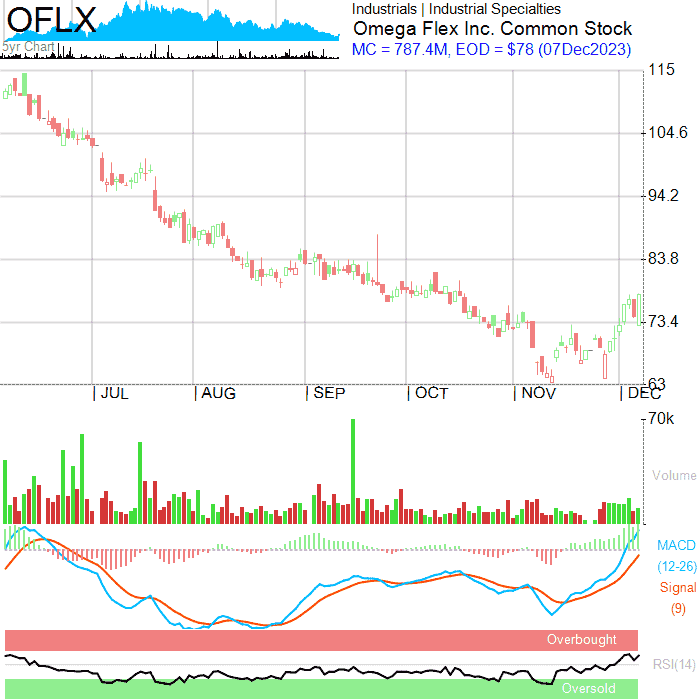 OFLX
5yr Chart
Industrials | Industrial Specialties
Omega Flex Inc. Common Stock
MC = 787.4M, EOD = $78 (07Dec2023)
115
104.6
94.2
83.8
73.4
63
| JUL | AUG | SEP | OCT | NOV | DEC
70k
Volume
MACD
(12-26)
Signal
(9)
Overbought
RSI(14)
Oversold